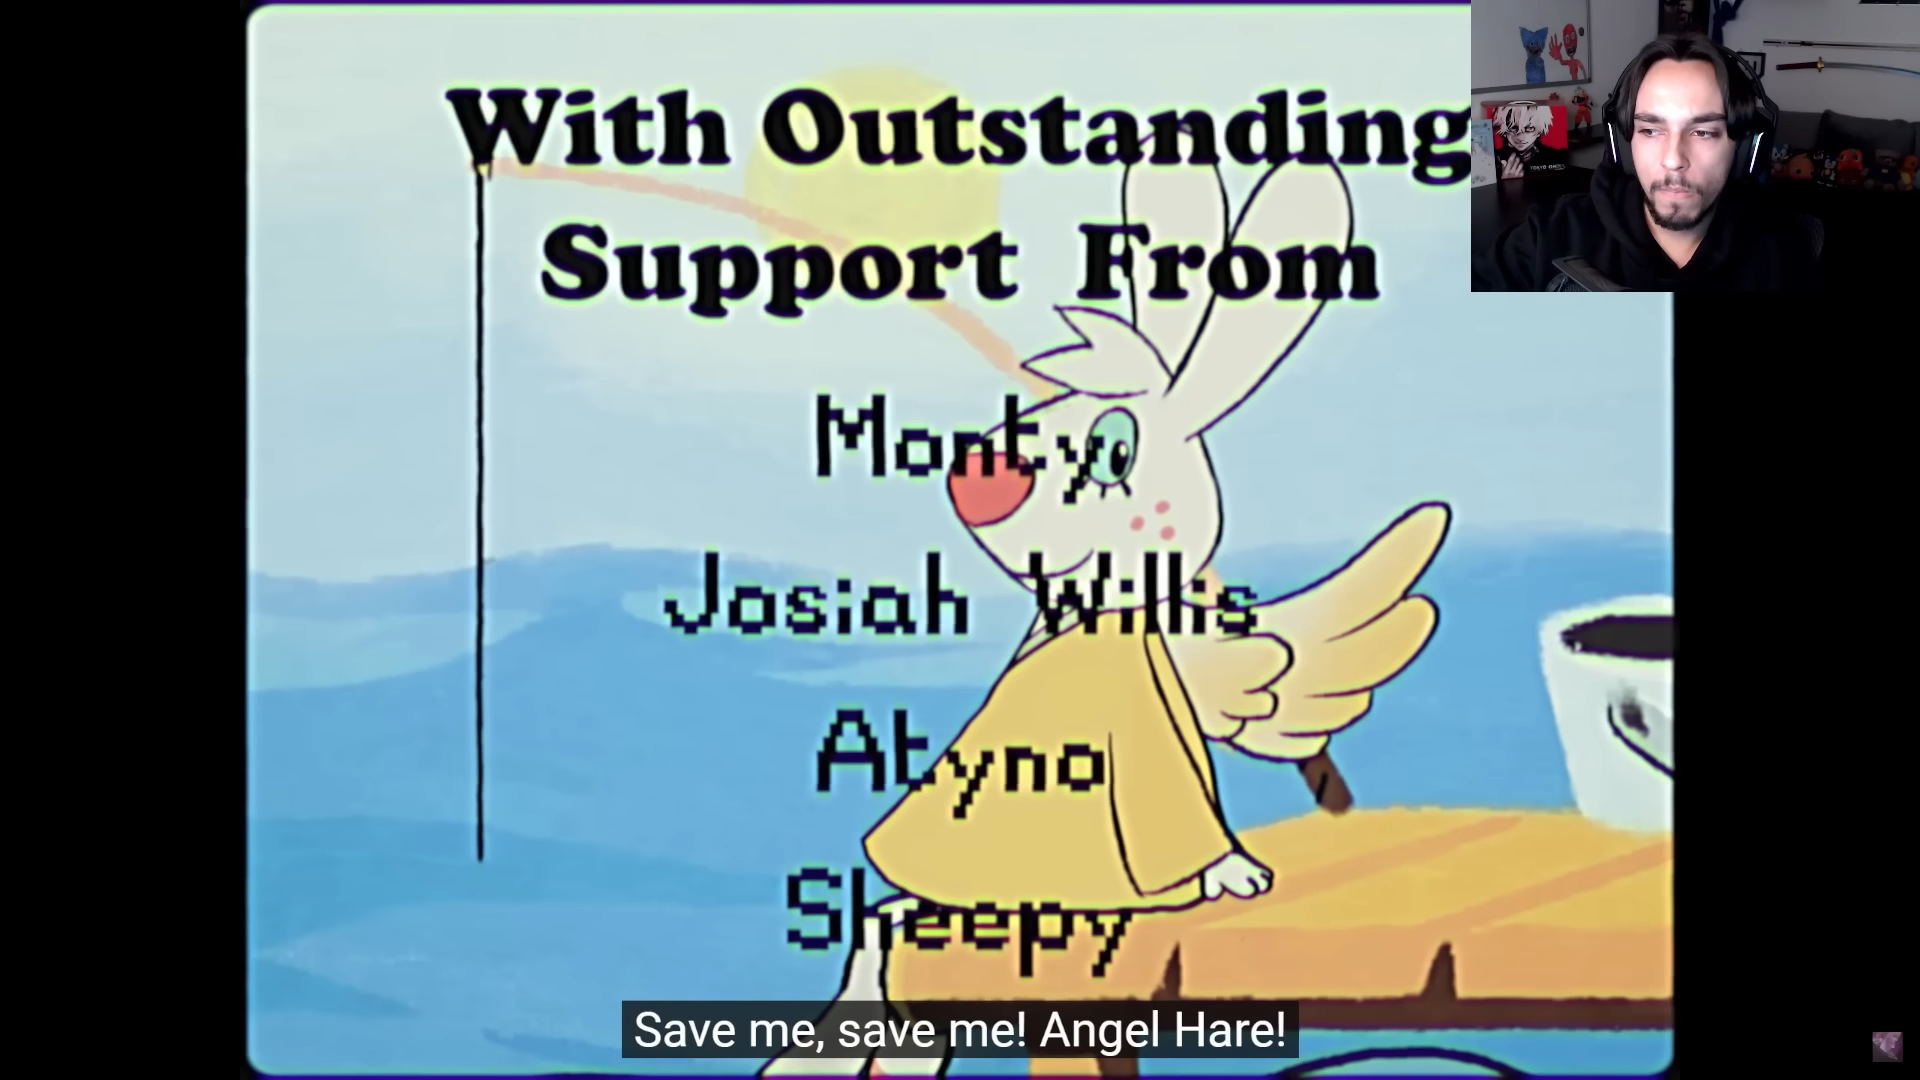 With Outstanding
Support From
Monty
Josiah Willis
Atyno
Sheepy
Save me, save me! Angel Hare!